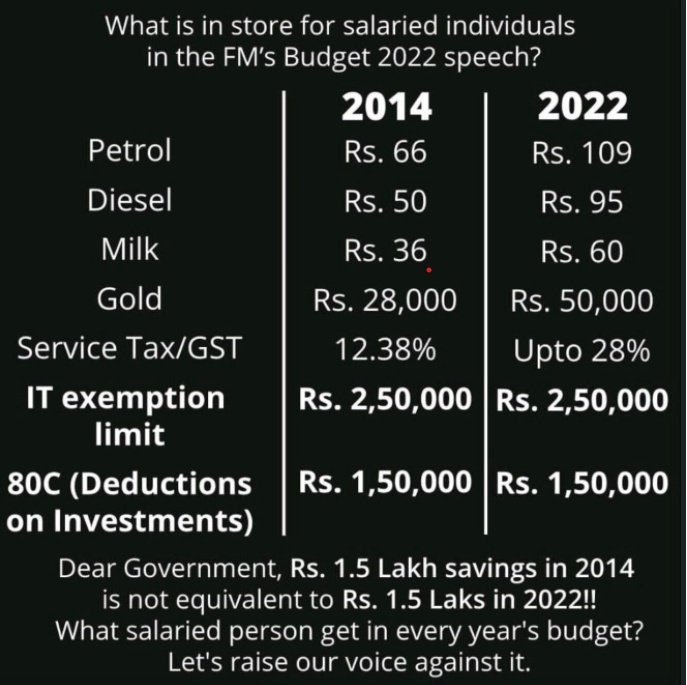 What is in store for salaried individuals
in the FM's Budget 2022 speech?
2014 2022
Petrol Rs. 66 Rs. 109
Diesel Rs. 50 Rs. 95
Milk Rs. 36 Rs. 60
Gold Rs. 28,000 Rs. 50,000
Service Tax/GST 12.38% Upto 28%
IT exemption Rs. 2,50,000 Rs. 2,50,000
limit
80C (Deductions Rs. 1,50,000 Rs. 1,50,000
on Investments)
Dear Government, Rs. 1.5 Lakh savings in 2014
is not equivalent to Rs. 1.5 Laks in 2022!!
What salaried person get in every year's budget?
Let's raise our voice against it.